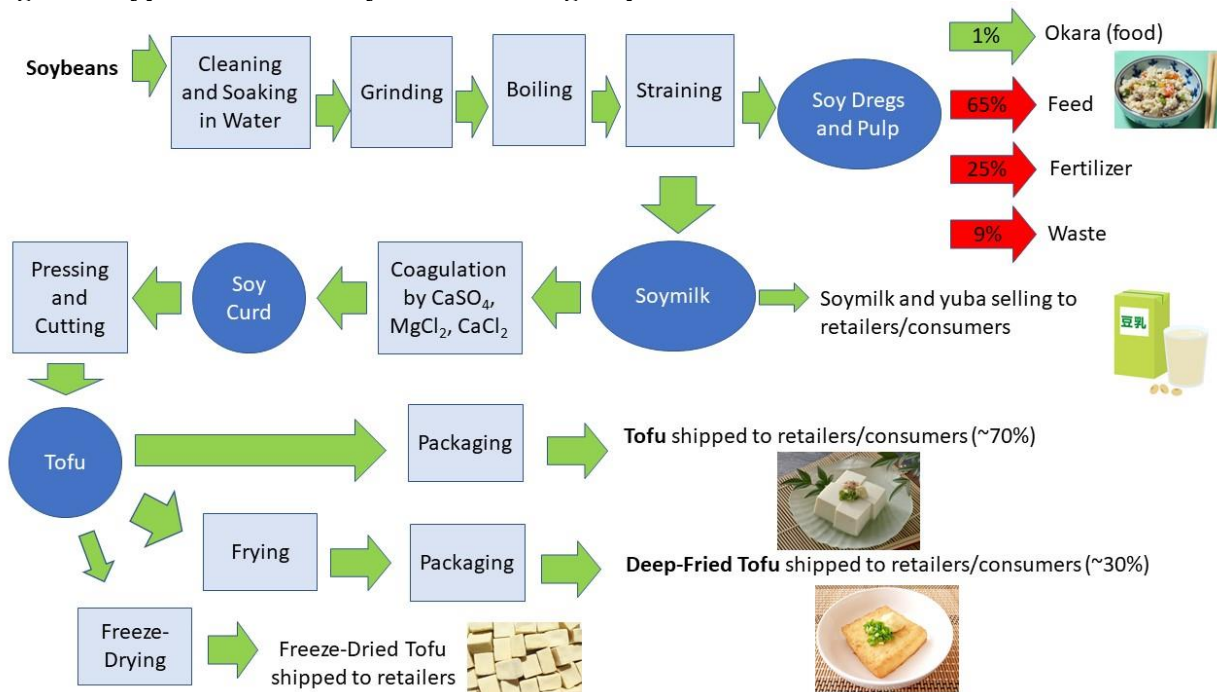 Soybeans
Cleaning
and Soaking
in Water
Grinding
Boiling
Straining
Soy Dregs
and Pulp
1%
Okara (food)
65%
Feed
25%
Fertilizer
9%
Waste
Pressing
and
Cutting
Soy
Curd
Coagulation
by CaSO₄,
MgCl₂, CaCl₂
Soymilk
Soymilk and yuba selling to
retailers/consumers
豆乳
Tofu
Packaging
Tofu shipped to retailers/consumers (~70%)
Frying
Packaging
Deep-Fried Tofu shipped to retailers/consumers (~30%)
Freeze-
Drying
Freeze-Dried Tofu
shipped to retailers